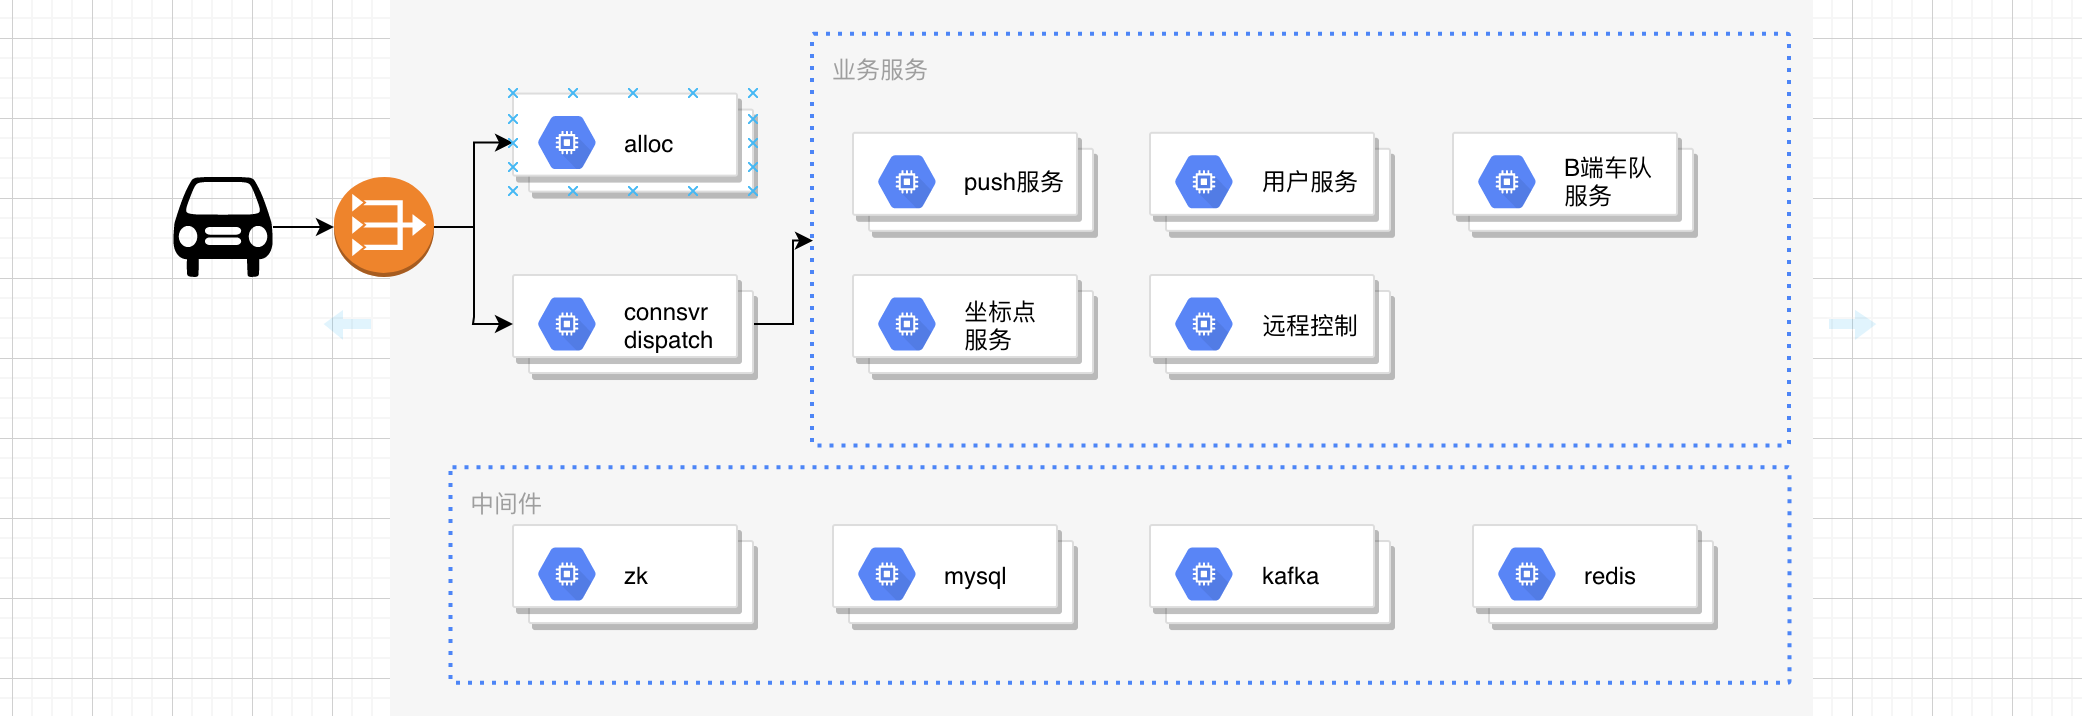 业务服务
alloc
push服务
用户服务
B端车队
服务
connsvr
dispatch
坐标点
服务
远程控制
中间件
zk
mysql
kafka
redis